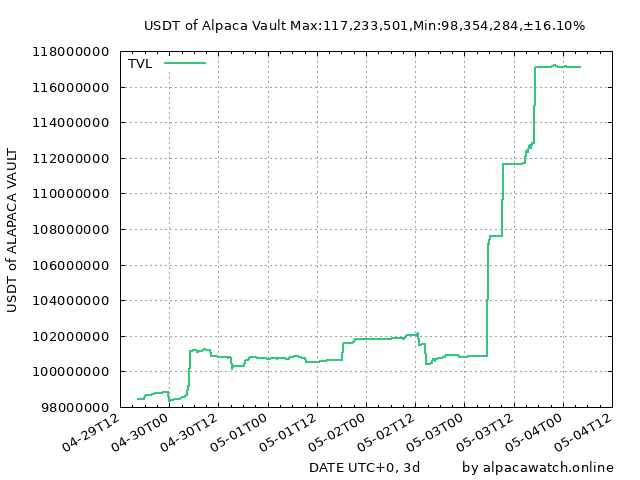 USDT of Alpaca Vault Max:117,233,501,Min:98,354,284,±16.10%
TVL
118000000
116000000
114000000
112000000
110000000
108000000
106000000
104000000
102000000
100000000
98000000
USDT of ALAPACA VAULT
04-29T12
04-30T00
04-30T12
05-01T00
05-01T12
05-02T00
05-02T12
05-03T00
05-03T12
05-04T00
05-04T12
DATE UTC+0, 3d
by alpacawatch.online